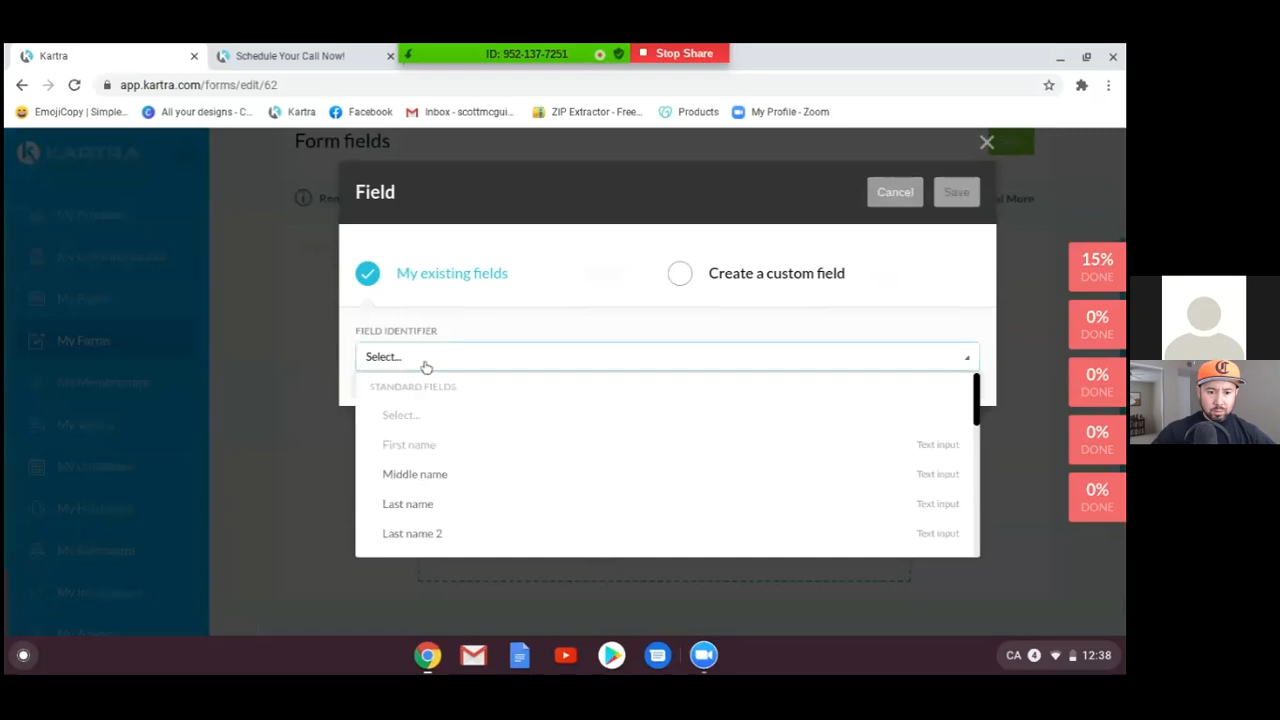 Kartra
Schedule Your Call Now!
ID: 952-137-7251
Stop Share
app.kartra.com/forms/edit/62
EmojiCopy | Simple...
All your designs - C...
Kartra
Facebook
Inbox - scottmcgui...
ZIP Extractor - Free...
Products
My Profile - Zoom
KARTRA
Form fields
Field
Cancel
Save
My existing fields
Create a custom field
FIELD IDENTIFIER
Select...
STANDARD FIELDS
Select...
First name
Text input
Middle name
Text input
Last name
Text input
Last name 2
Text input
My Forms
15%
DONE
0%
DONE
0%
DONE
0%
DONE
0%
DONE
CA
4
12:38